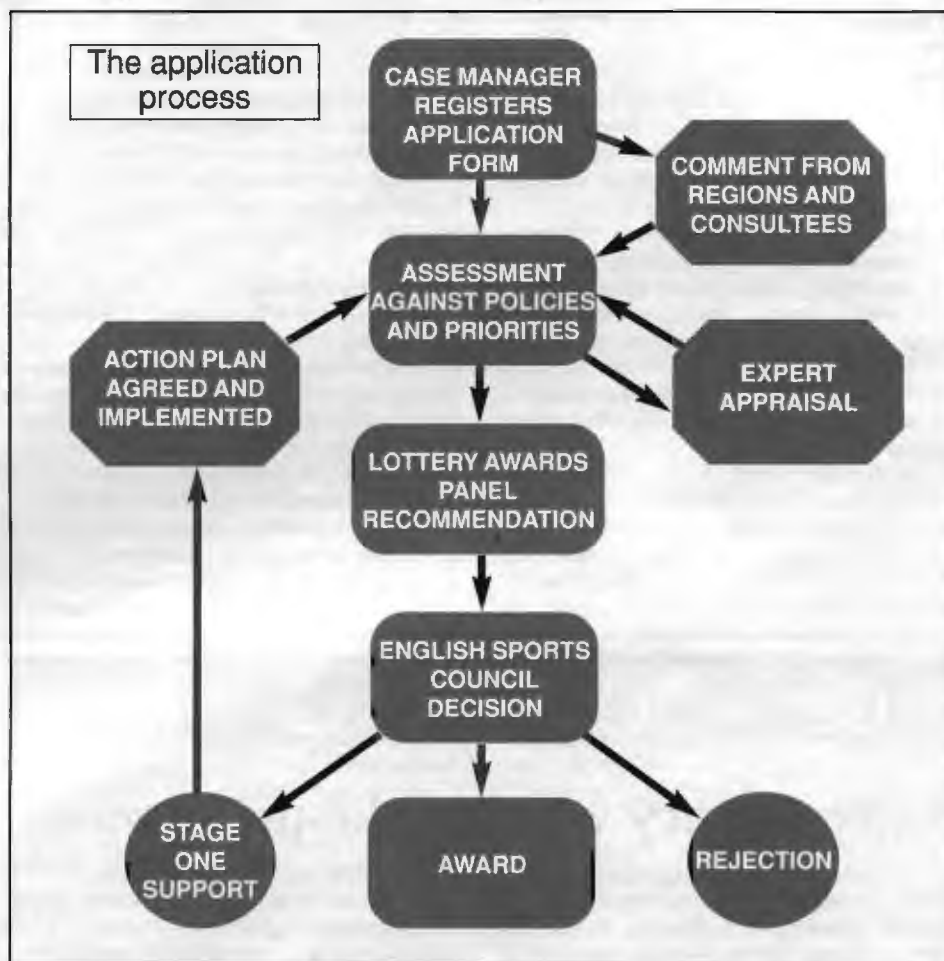 The application
process
CASE MANAGER
REGISTERS
APPLICATION
FORM
COMMENT FROM
REGIONS AND
CONSULTEES
ASSESSMENT
AGAINST POLICIES
AND PRIORITIES
ACTION PLAN
AGREED AND
IMPLEMENTED
EXPERT
APPRAISAL
LOTTERY AWARDS
PANEL
RECOMMENDATION
ENGLISH SPORTS
COUNCIL
DECISION
STAGE
ONE
SUPPORT
AWARD
REJECTION